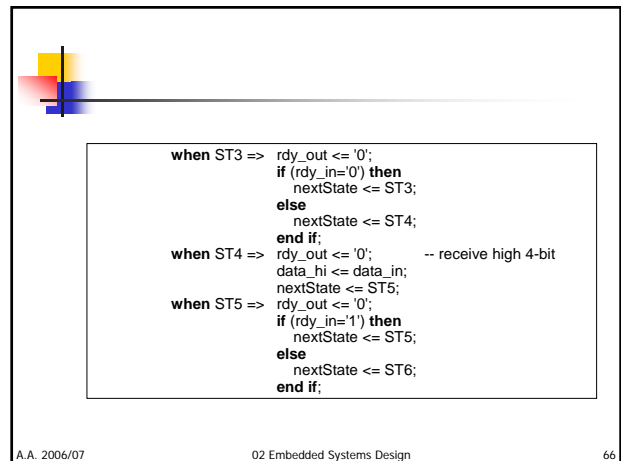 when ST3 => rdy_out <= '0';
if (rdy_in='0') then
nextState <= ST3;
else
nextState <= ST4;
end if;
when ST4 => rdy_out <= '0'; -- receive high 4-bit
data_hi <= data_in;
nextState <= ST5;
when ST5 => rdy_out <= '0';
if (rdy_in='1') then
nextState <= ST5;
else
nextState <= ST6;
end if;
A.A. 2006/07 02 Embedded Systems Design 66